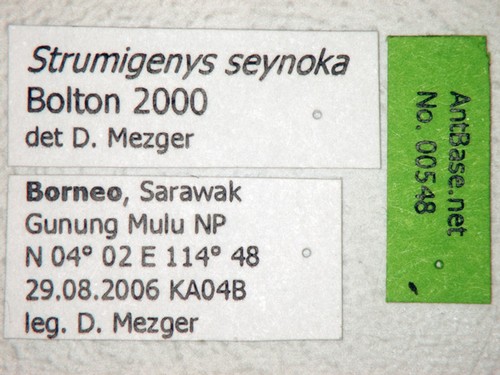 Strumigenys seynoka
Bolton 2000
det D. Mezger
Borneo, Sarawak
Gunung Mulu NP
N 04° 02 E 114° 48
29.08.2006 KA04B
leg. D. Mezger
AntBase.net
No. 00548